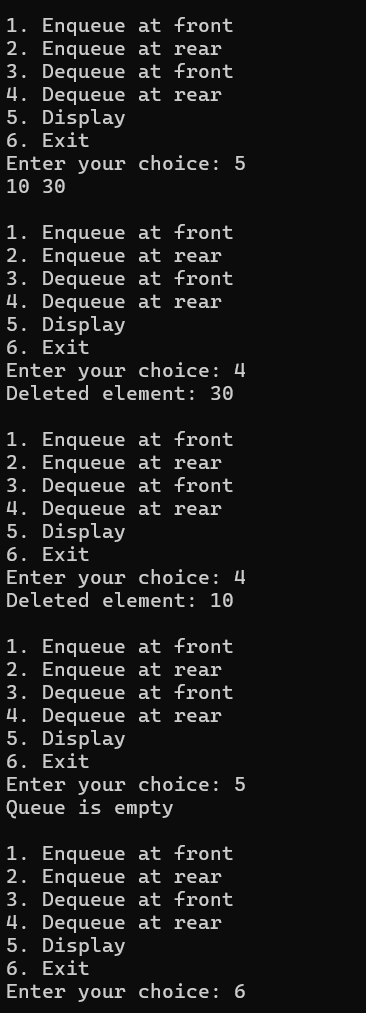 1. Enqueue at front
2. Enqueue at rear
3. Dequeue at front
4. Dequeue at rear
5. Display
6. Exit
Enter your choice: 5
10 30
1. Enqueue at front
2. Enqueue at rear
3. Dequeue at front
4. Dequeue at rear
5. Display
6. Exit
Enter your choice: 4
Deleted element: 30
1. Enqueue at front
2. Enqueue at rear
3. Dequeue at front
4. Dequeue at rear
5. Display
6. Exit
Enter your choice: 4
Deleted element: 10
1. Enqueue at front
2. Enqueue at rear
3. Dequeue at front
4. Dequeue at rear
5. Display
6. Exit
Enter your choice: 5
Queue is empty
1. Enqueue at front
2. Enqueue at rear
3. Dequeue at front
4. Dequeue at rear
5. Display
6. Exit
Enter your choice: 6